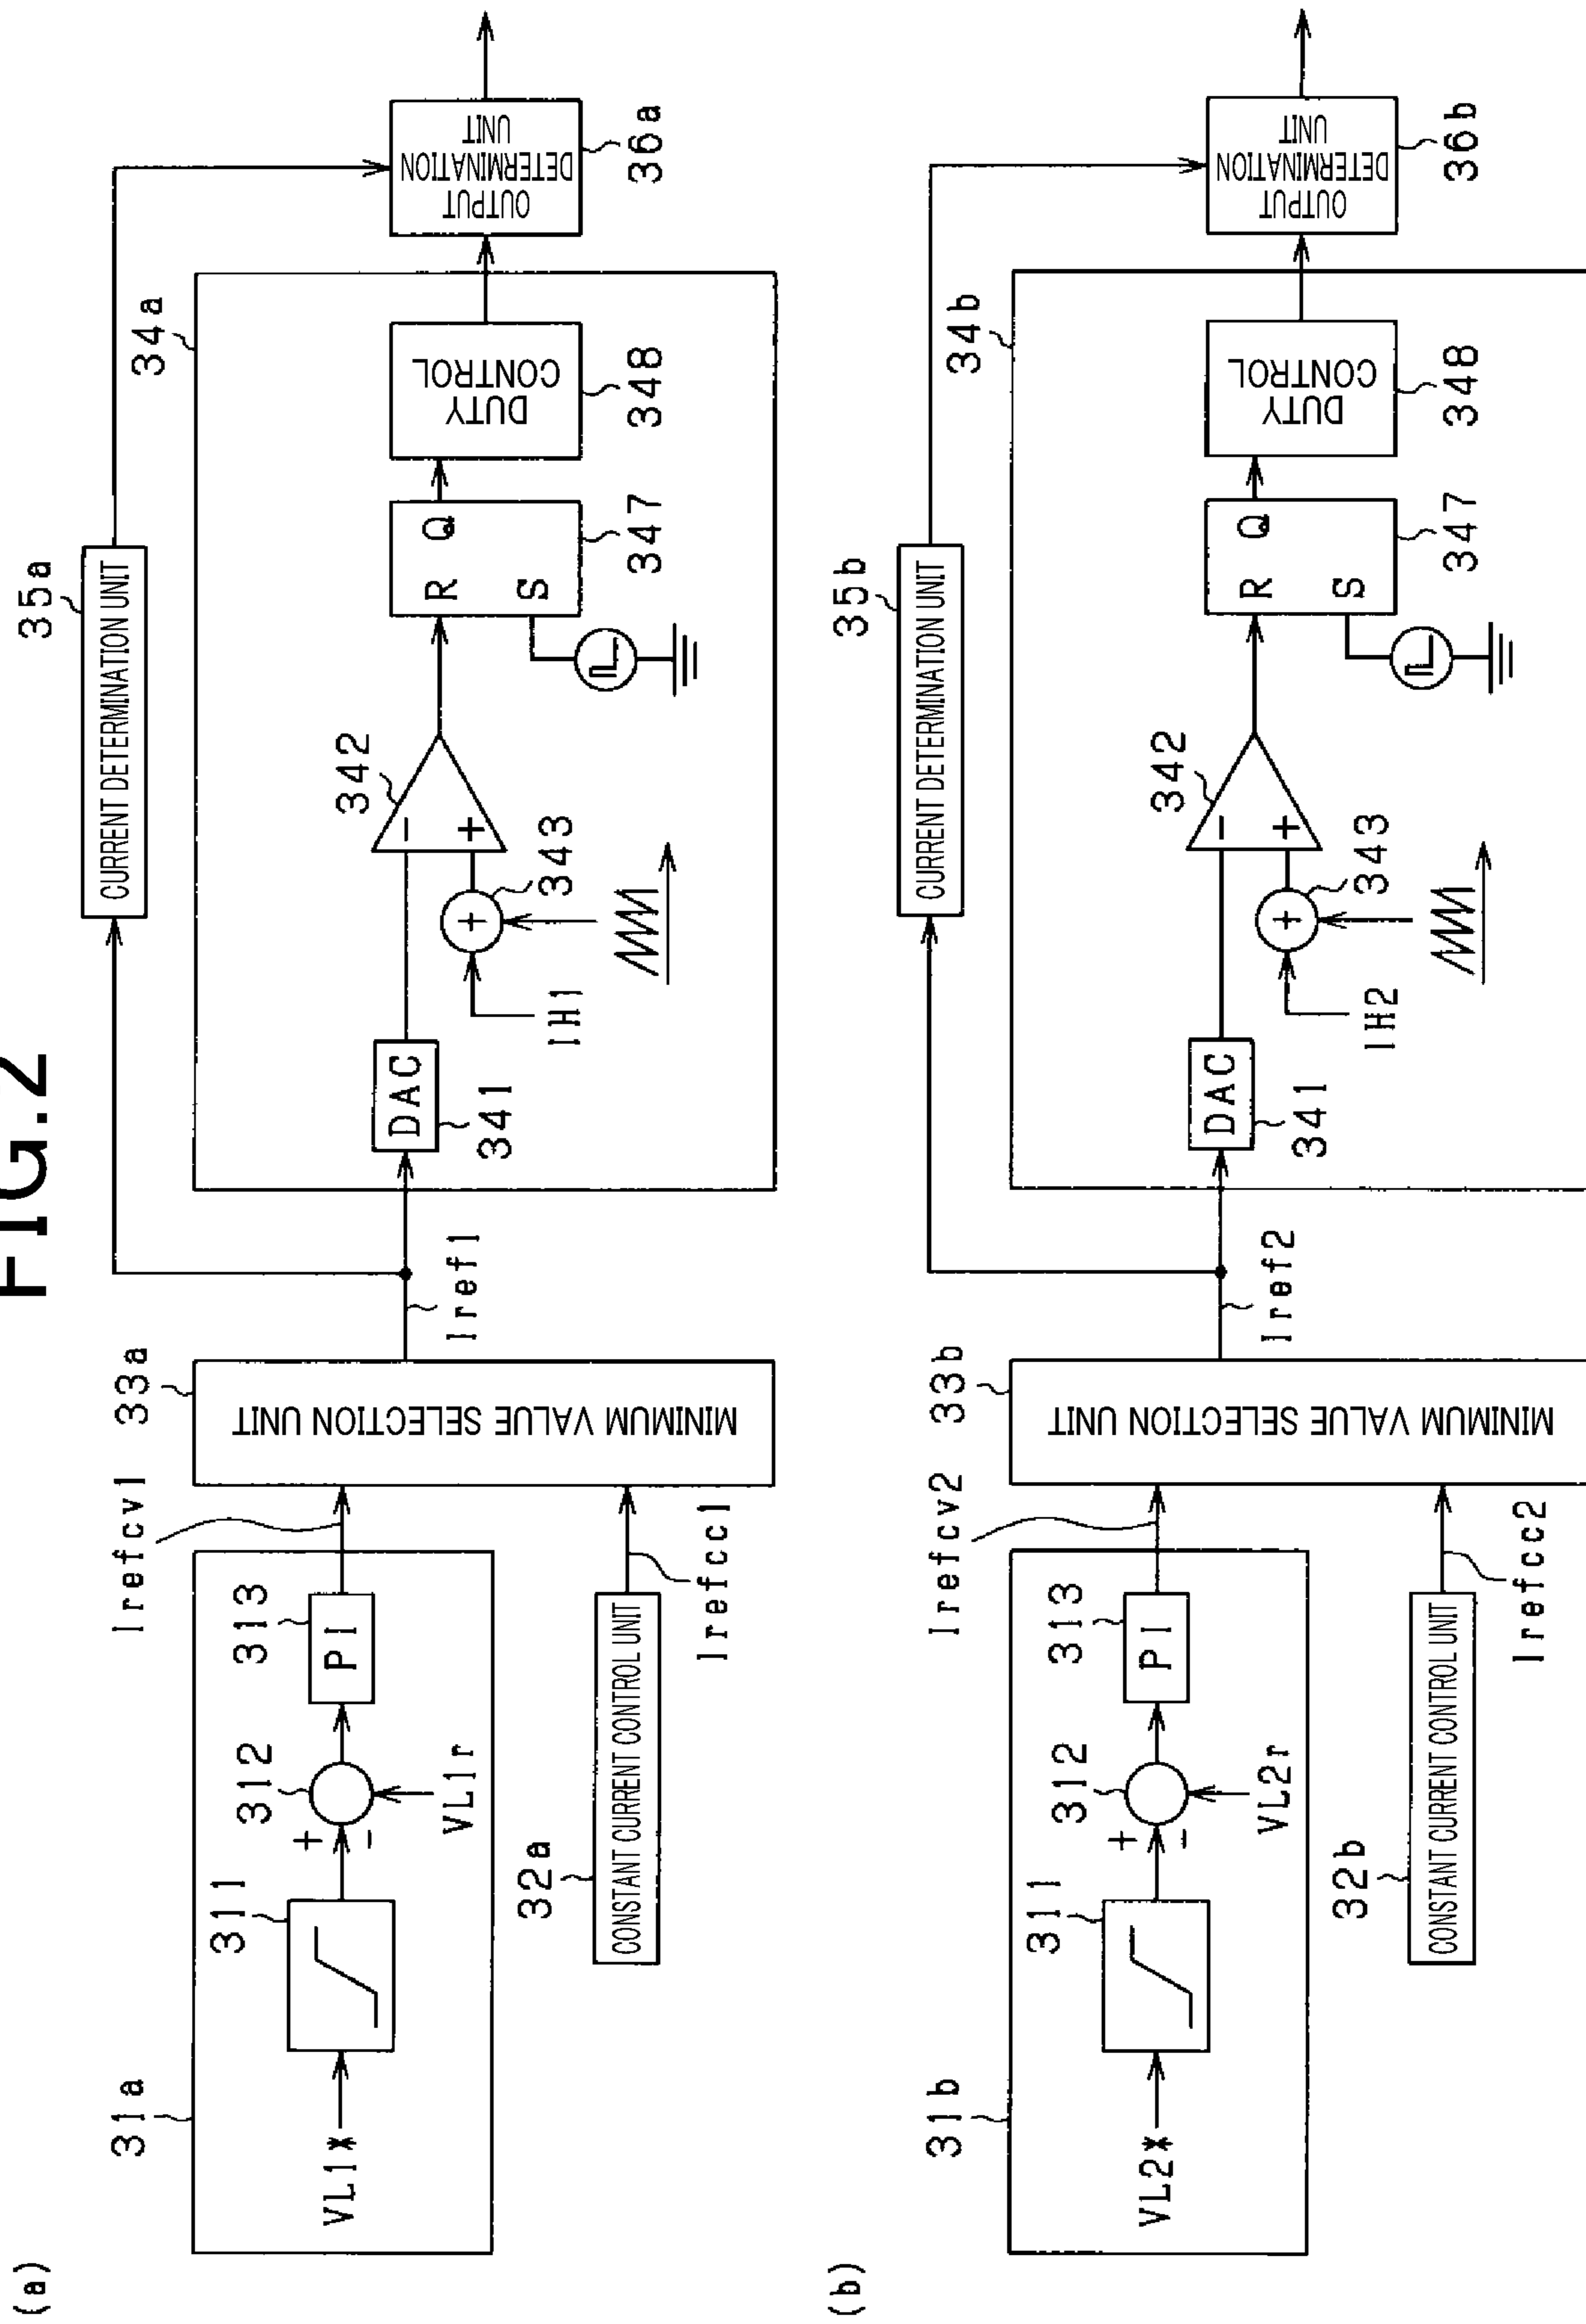 FIG.2
(a)
VL1*
31a
311
+
-
312
VL1r
313
PI
Irefcv1
32a
CONSTANT CURRENT CONTROL UNIT
Irefcc1
33a
MINIMUM VALUE SELECTION UNIT
Iref1
35a
CURRENT DETERMINATION UNIT
34a
DAC
341
IH1
+
343
-
+
342
R
Q
S
347
DUTY
CONTROL
348
OUTPUT
DETERMINATION
UNIT
36a
(b)
VL2*
31b
311
+
-
312
VL2r
313
PI
Irefcv2
32b
CONSTANT CURRENT CONTROL UNIT
Irefcc2
33b
MINIMUM VALUE SELECTION UNIT
Iref2
35b
CURRENT DETERMINATION UNIT
34b
DAC
341
IH2
+
343
-
+
342
R
Q
S
347
DUTY
CONTROL
348
OUTPUT
DETERMINATION
UNIT
36b